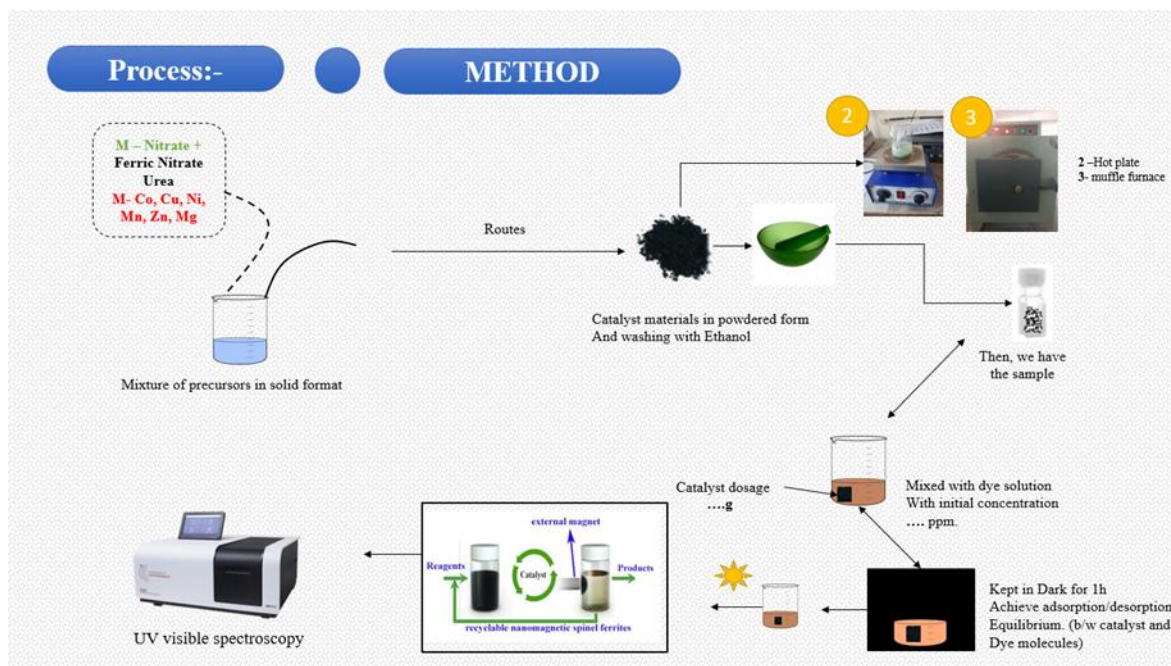 Process:-
METHOD
M – Nitrate +
Ferric Nitrate
Urea
M- Co, Cu, Ni,
Mn, Zn, Mg
Mixture of precursors in solid format
Routes
Catalyst materials in powdered form
And washing with Ethanol
2
3
2 –Hot plate
3- muffle furnace
Then, we have
the sample
Mixed with dye solution
With initial concentration
.... ppm.
Catalyst dosage
....g
Kept in Dark for 1h
Achieve adsorption/desorption
Equilibrium. (b/w catalyst and
Dye molecules)
external magnet
Reagents
Catalyst
Products
recyclable nanomagnetic spinel ferrites
UV visible spectroscopy